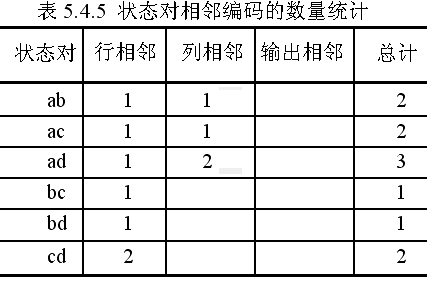 表 5.4.5 状态对相邻编码的数量统计
状态对 行相邻 列相邻 输出相邻 总计
ab 1 1 2
ac 1 1 2
ad 1 2 3
bc 1 1
bd 1 1
cd 2 2